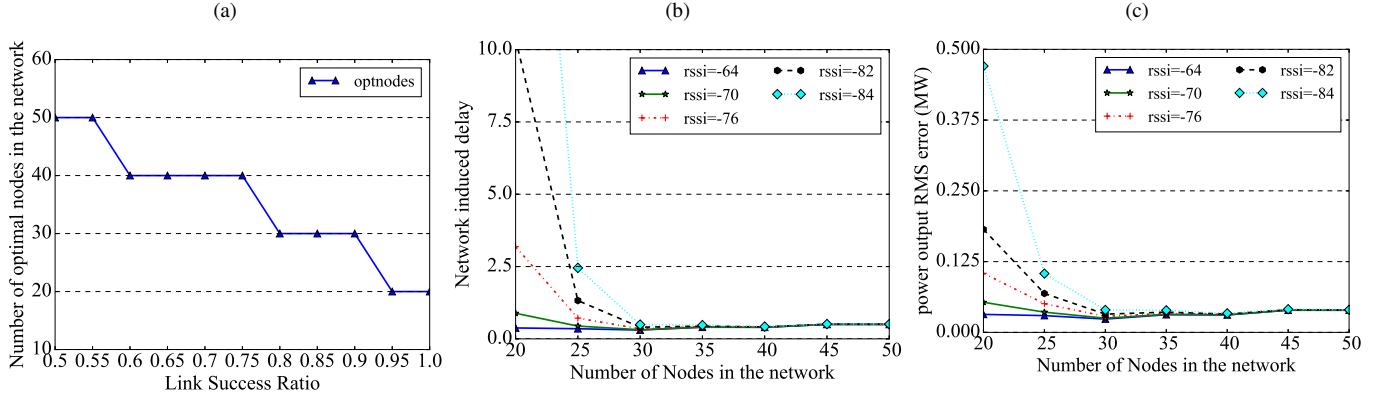 (a)
60
50
40
30
20
10
0.5 0.55 0.6 0.65 0.7 0.75 0.8 0.85 0.9 0.95 1.0
Number of optimal nodes in the network
Link Success Ratio
optnodes
(b)
10.0
7.5
5.0
2.5
0.0
20 25 30 35 40 45 50
Network induced delay
Number of Nodes in the network
rssi=-64 rssi=-82
rssi=-70 rssi=-84
rssi=-76
(c)
0.500
0.375
0.250
0.125
0.000
20 25 30 35 40 45 50
power output RMS error (MW)
Number of Nodes in the network
rssi=-64 rssi=-82
rssi=-70 rssi=-84
rssi=-76